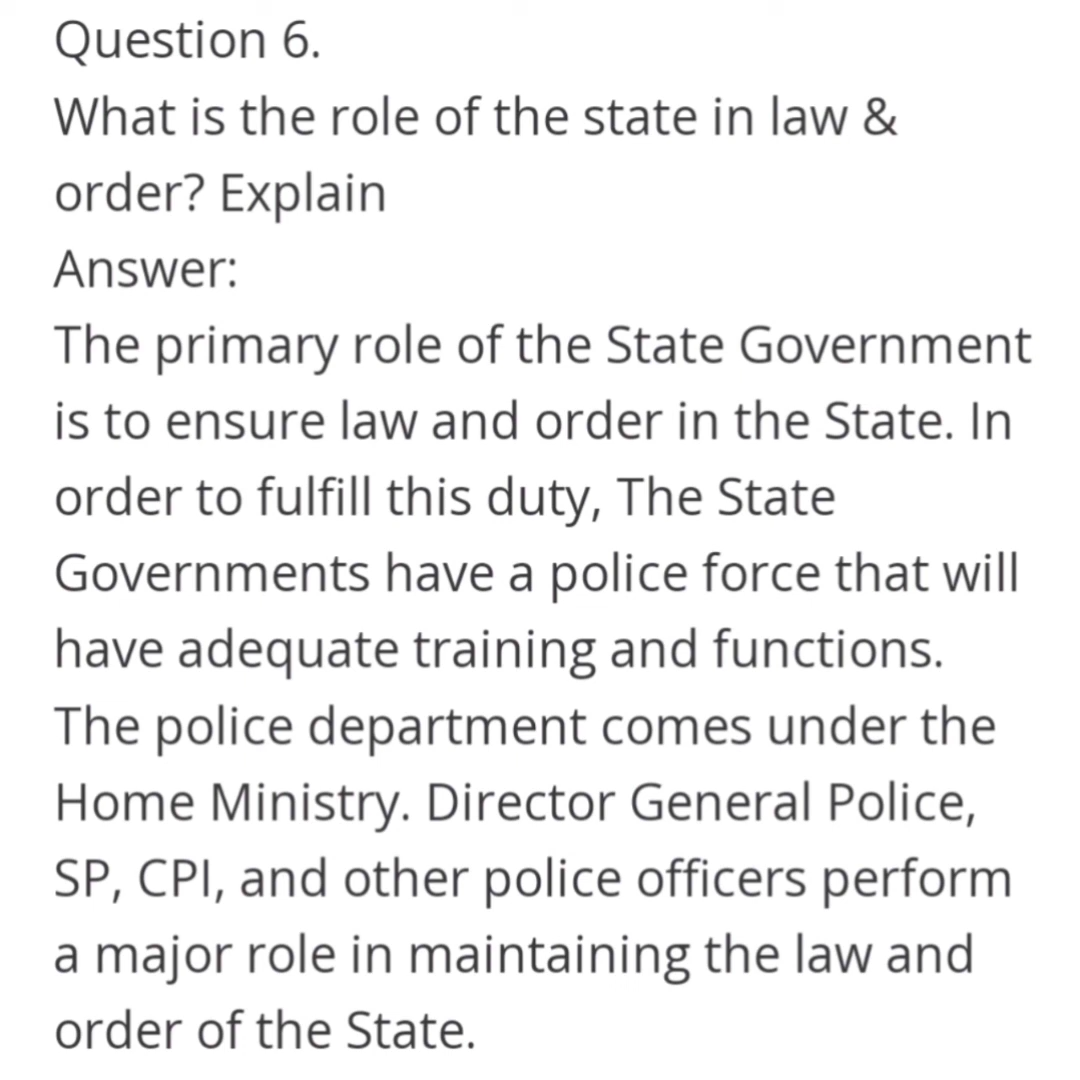 Question 6.
What is the role of the state in law &
order? Explain
Answer:
The primary role of the State Government
is to ensure law and order in the State. In
order to fulfill this duty, The State
Governments have a police force that will
have adequate training and functions.
The police department comes under the
Home Ministry. Director General Police,
SP, CPI, and other police officers perform
a major role in maintaining the law and
order of the State.